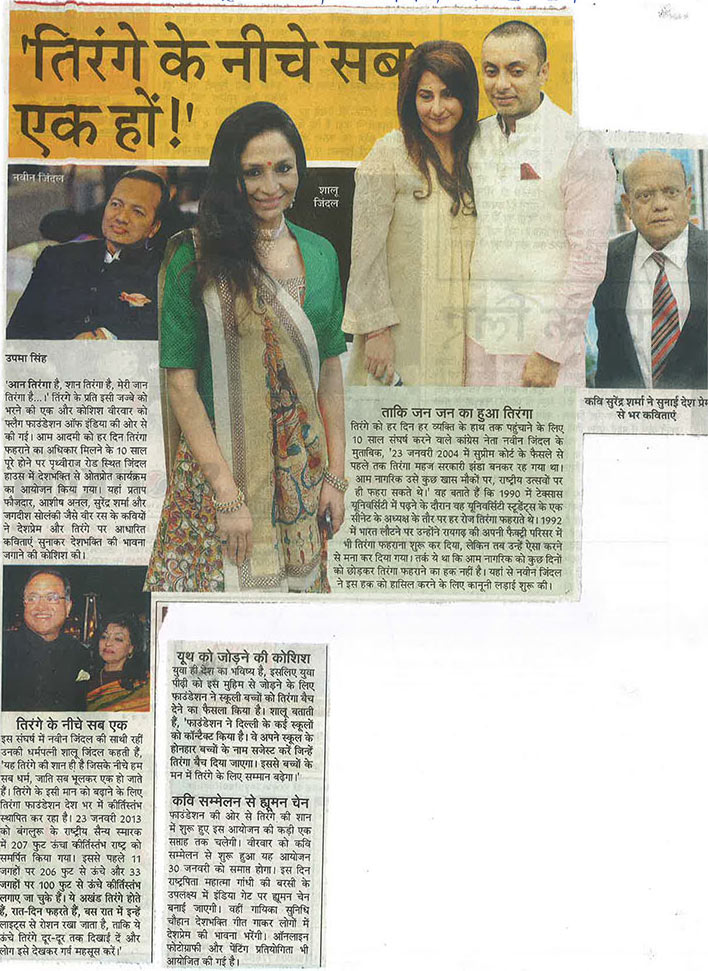 'तिरंगे के नीचे सब
एक हों!'
नवीन जिंदल
शालू
जिंदल
उपमा सिंह
'आन तिरंगा है, शान तिरंगा है, मेरी जान
तिरंगा है...।' तिरंगे के प्रति इसी जज्बे को
भरने की एक और कोशिश वीरवार को
फ्लैग फाउंडेशन ऑफ इंडिया की ओर से
की गई। आम आदमी को हर दिन तिरंगा
फहराने का अधिकार मिलने के 10 साल
पूरे होने पर पृथ्वीराज रोड स्थित जिंदल
हाउस में देशभक्ति से ओतप्रोत कार्यक्रम
का आयोजन किया गया। यहां प्रताप
फौजदार, आशीष अनल, सुरेंद्र शर्मा और
जगदीश सोलंकी जैसे वीर रस के कवियों
ने देशप्रेम और तिरंगे पर आधारित
कविताएं सुनाकर देशभक्ति की भावना
जगाने की कोशिश की।
कवि सुरेंद्र शर्मा ने सुनाई देश प्रेम
से भर कविताएं
ताकि जन जन का हुआ तिरंगा
तिरंगे को हर दिन हर व्यक्ति के हाथ तक पहुंचाने के लिए
10 साल संघर्ष करने वाले कांग्रेस नेता नवीन जिंदल के
मुताबिक, '23 जनवरी 2004 में सुप्रीम कोर्ट के फैसले से
पहले तक तिरंगा महज सरकारी झंडा बनकर रह गया था।
आम नागरिक उसे कुछ खास मौकों पर, राष्ट्रीय उत्सवों पर
ही फहरा सकते थे।' वह बताते हैं कि 1990 में टेक्सास
यूनिवर्सिटी में पढ़ने के दौरान वह यूनिवर्सिटी स्टूडेंट्स के एक
सीनेट के अध्यक्ष के तौर पर हर रोज तिरंगा फहराते थे। 1992
में भारत लौटने पर उन्होंने रायगढ़ की अपनी फैक्ट्री परिसर में
भी तिरंगा फहराना शुरू कर दिया, लेकिन तब उन्हें ऐसा करने
से मना कर दिया गया। तर्क ये था कि आम नागरिक को कुछ दिनों
को छोड़कर तिरंगा फहराने का हक नहीं है। यहां से नवीन जिंदल
ने इस हक को हासिल करने के लिए कानूनी लड़ाई शुरू की।
तिरंगे के नीचे सब एक
इस संघर्ष में नवीन जिंदल की साथी रहीं
उनकी धर्मपत्नी शालू जिंदल कहती हैं,
'यह तिरंगे की शान ही है जिसके नीचे हम
सब धर्म, जाति सब भूलकर एक हो जाते
हैं। तिरंगे के इसी मान को बढ़ाने के लिए
तिरंगा फाउंडेशन देश भर में कीर्तिस्तंभ
स्थापित कर रहा है। 23 जनवरी 2013
को बंगलुरू के राष्ट्रीय सैन्य स्मारक
में 207 फुट ऊंचा कीर्तिस्तंभ राष्ट्र को
समर्पित किया गया। इससे पहले 11
जगहों पर 206 फुट से ऊंचे और 33
जगहों पर 100 फुट से ऊंचे कीर्तिस्तंभ
लगाए जा चुके हैं। ये अखंड तिरंगे होते
हैं, रात-दिन फहरते हैं, बस रात में इन्हें
लाइट्स से रोशन रखा जाता है, ताकि ये
ऊंचे तिरंगे दूर-दूर तक दिखाई दें और
लोग इसे देखकर गर्व महसूस करें।'
यूथ को जोड़ने की कोशिश
युवा ही देश का भविष्य है, इसलिए युवा
पीढ़ी को इस मुहिम से जोड़ने के लिए
फाउंडेशन ने स्कूली बच्चों को तिरंगा बैच
देने का फैसला किया है। शालू बताती
हैं, 'फाउंडेशन ने दिल्ली के कई स्कूलों
को कॉन्टैक्ट किया है। वे अपने स्कूल के
होनहार बच्चों के नाम सजेस्ट करें जिन्हें
तिरंगा बैच दिया जाएगा। इससे बच्चों के
मन में तिरंगे के लिए सम्मान बढ़ेगा।'
कवि सम्मेलन से ह्यूमन चेन
फाउंडेशन की ओर से तिरंगे की शान
में शुरू हुए इस आयोजन की कड़ी एक
सप्ताह तक चलेगी। वीरवार को कवि
सम्मेलन से शुरू हुआ यह आयोजन
30 जनवरी को समाप्त होगा। इस दिन
राष्ट्रपिता महात्मा गांधी की बरसी के
उपलक्ष्य में इंडिया गेट पर ह्यूमन चेन
बनाई जाएगी। वहीं गायिका सुनिधि
चौहान देशभक्ति गीत गाकर लोगों में
देशप्रेम की भावना भरेंगी। ऑनलाइन
फोटोग्राफी और पेंटिंग प्रतियोगिता भी
आयोजित की गई है।